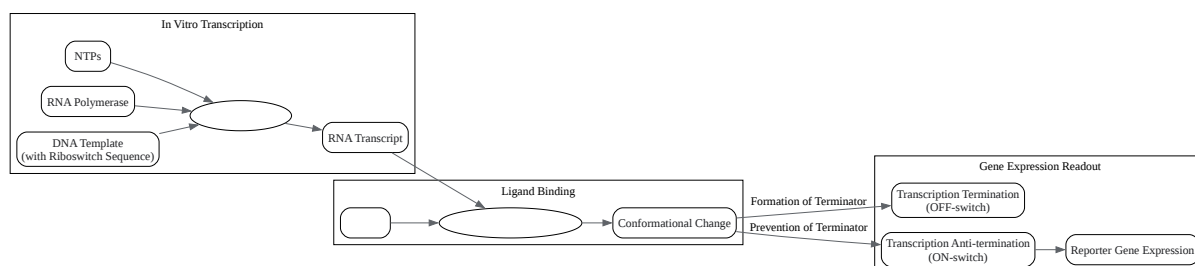 In Vitro Transcription
NTPs
RNA Polymerase
DNA Template
(with Riboswitch Sequence)
RNA Transcript
Ligand Binding
Conformational Change
Formation of Terminator
Prevention of Terminator
Gene Expression Readout
Transcription Termination
(OFF-switch)
Transcription Anti-termination
(ON-switch)
Reporter Gene Expression